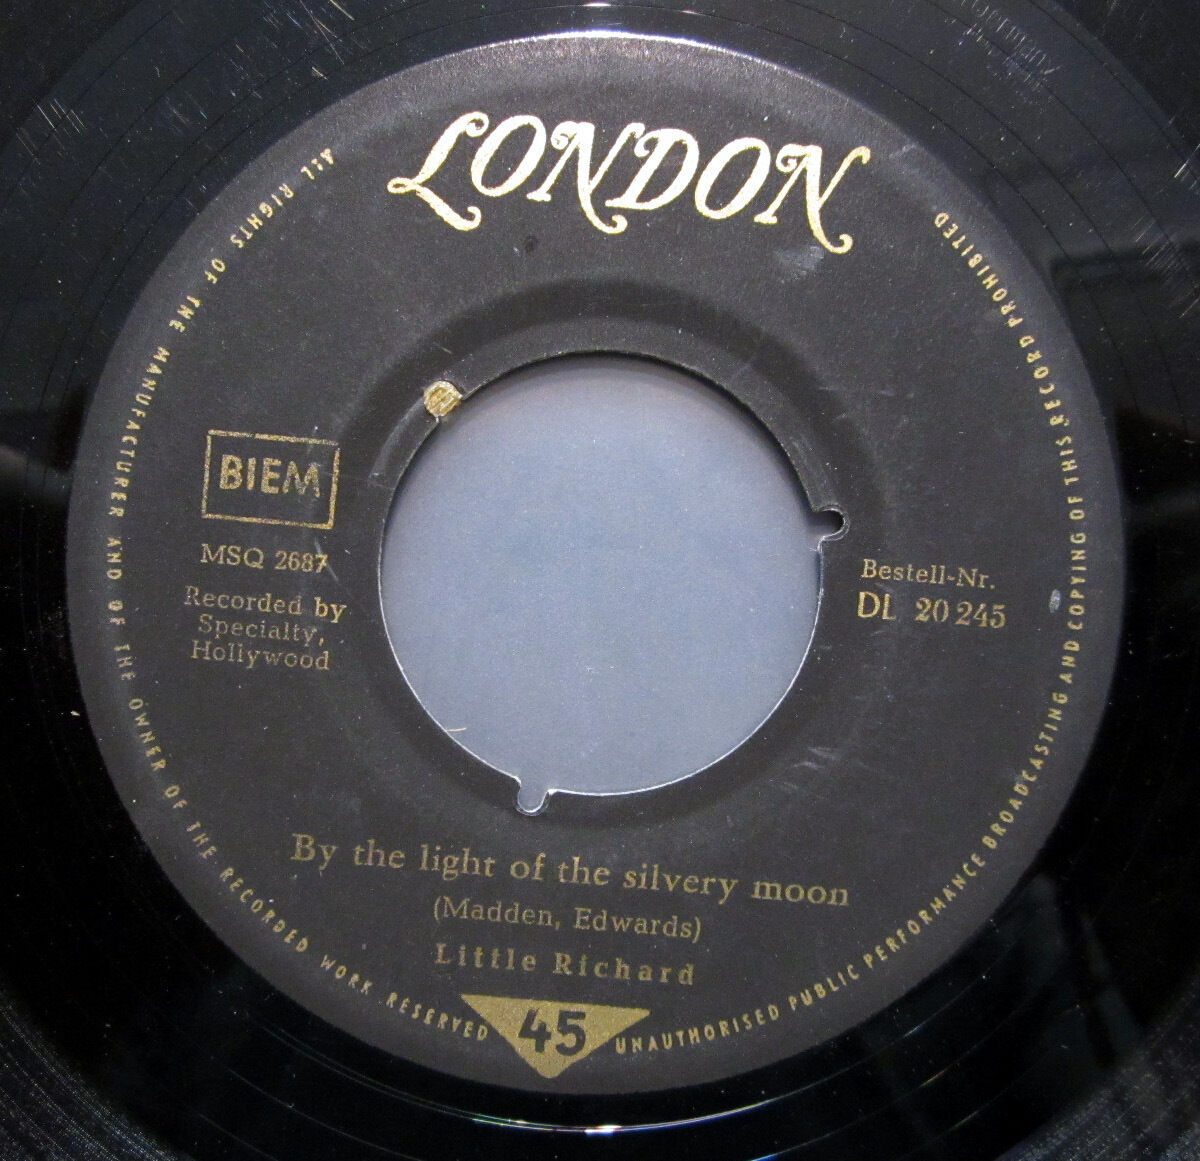 LONDON
ALL RIGHTS OF THE MANUFACTURER AND OF THE OWNER OF THE RECORDED WORK RESERVED
UNAUTHORISED PUBLIC PERFORMANCE BROADCASTING AND COPYING OF THIS RECORD PROHIBITED
BIEM
MSQ 2687
Recorded by
Specialty,
Hollywood
Bestell-Nr.
DL 20 245
By the light of the silvery moon
(Madden, Edwards)
Little Richard
45
Germany